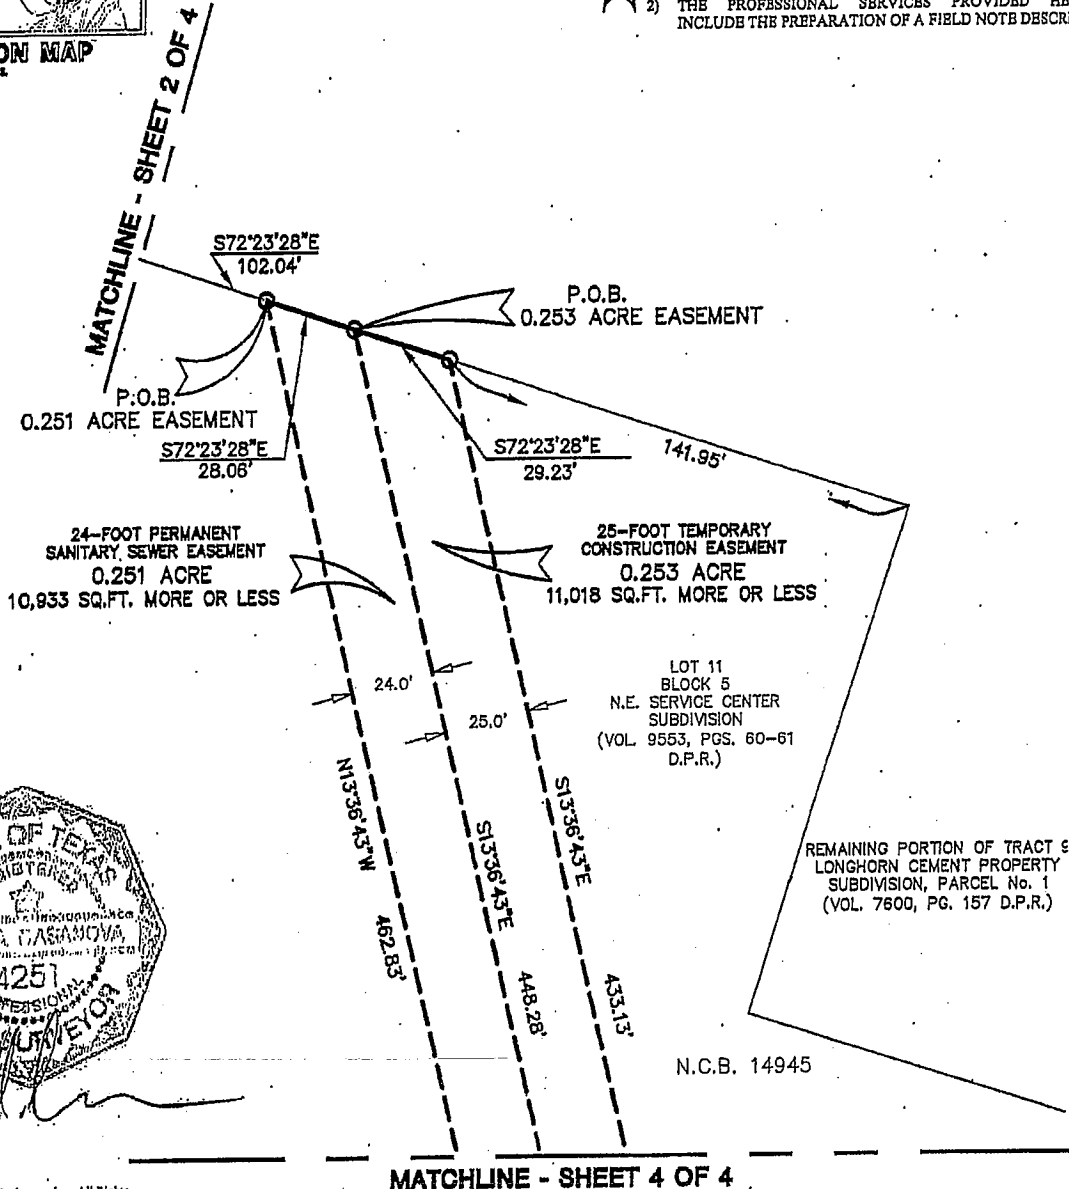 ON MAP
2) THE PROFESSIONAL SERVICES PROVIDED HE
INCLUDE THE PREPARATION OF A FIELD NOTE DESCR
MATCHLINE - SHEET 2 OF 4
S72°23'28"E
102.04'
P.O.B.
0.253 ACRE EASEMENT
P.O.B.
0.251 ACRE EASEMENT
S72°23'28"E
28.06'
S72°23'28"E
29.23'
141.95'
24-FOOT PERMANENT
SANITARY SEWER EASEMENT
0.251 ACRE
10,933 SQ.FT. MORE OR LESS
25-FOOT TEMPORARY
CONSTRUCTION EASEMENT
0.253 ACRE
11,018 SQ.FT. MORE OR LESS
24.0'
25.0'
LOT 11
BLOCK 5
N.E. SERVICE CENTER
SUBDIVISION
(VOL. 9553, PGS. 60-61
D.P.R.)
N13°36'43"W
462.83'
S13°36'43"E
448.28'
S13°36'43"E
433.13'
REMAINING PORTION OF TRACT 9
LONGHORN CEMENT PROPERTY
SUBDIVISION, PARCEL No. 1
(VOL. 7600, PG. 157 D.P.R.)
OF TEXAS
A. CASANOVA
4251
N.C.B. 14945
MATCHLINE - SHEET 4 OF 4